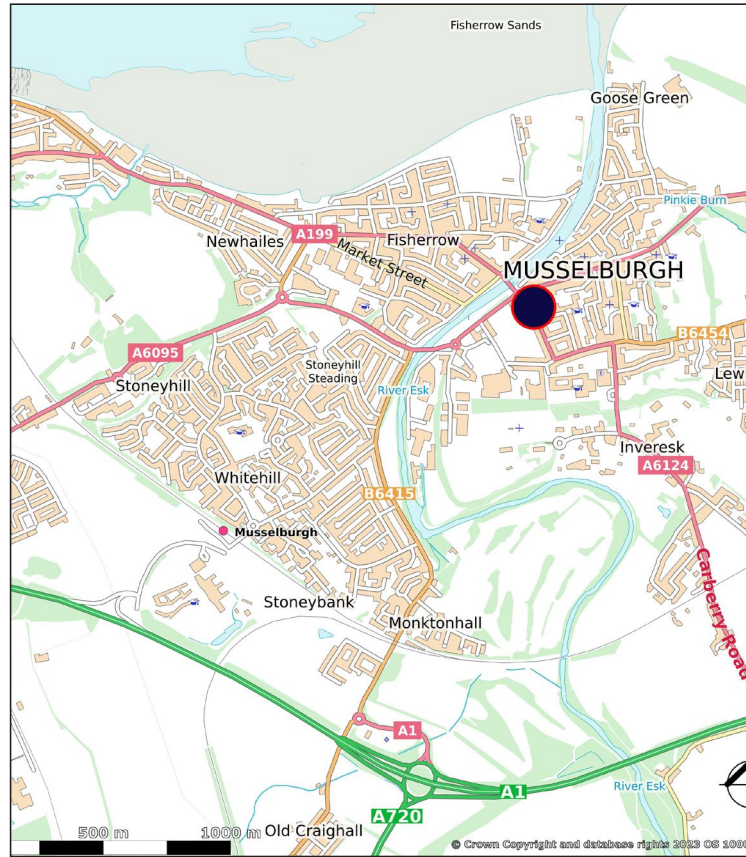 Fisherrow Sands
Goose Green
Pinkie Burn
A199
Newhailes
Fisherrow
Market Street
MUSSELBURGH
B6454
A6095
Stoneyhill
Stoneyhill
Steading
River Esk
Lew
Inveresk
A6124
Whitehill
B6415
Musselburgh
Carberry Road
Stoneybank
Monktonhall
A1
A1
River Esk
A720
Old Craighall
500 m
1000 m
© Crown Copyright and database rights 2023 OS 100